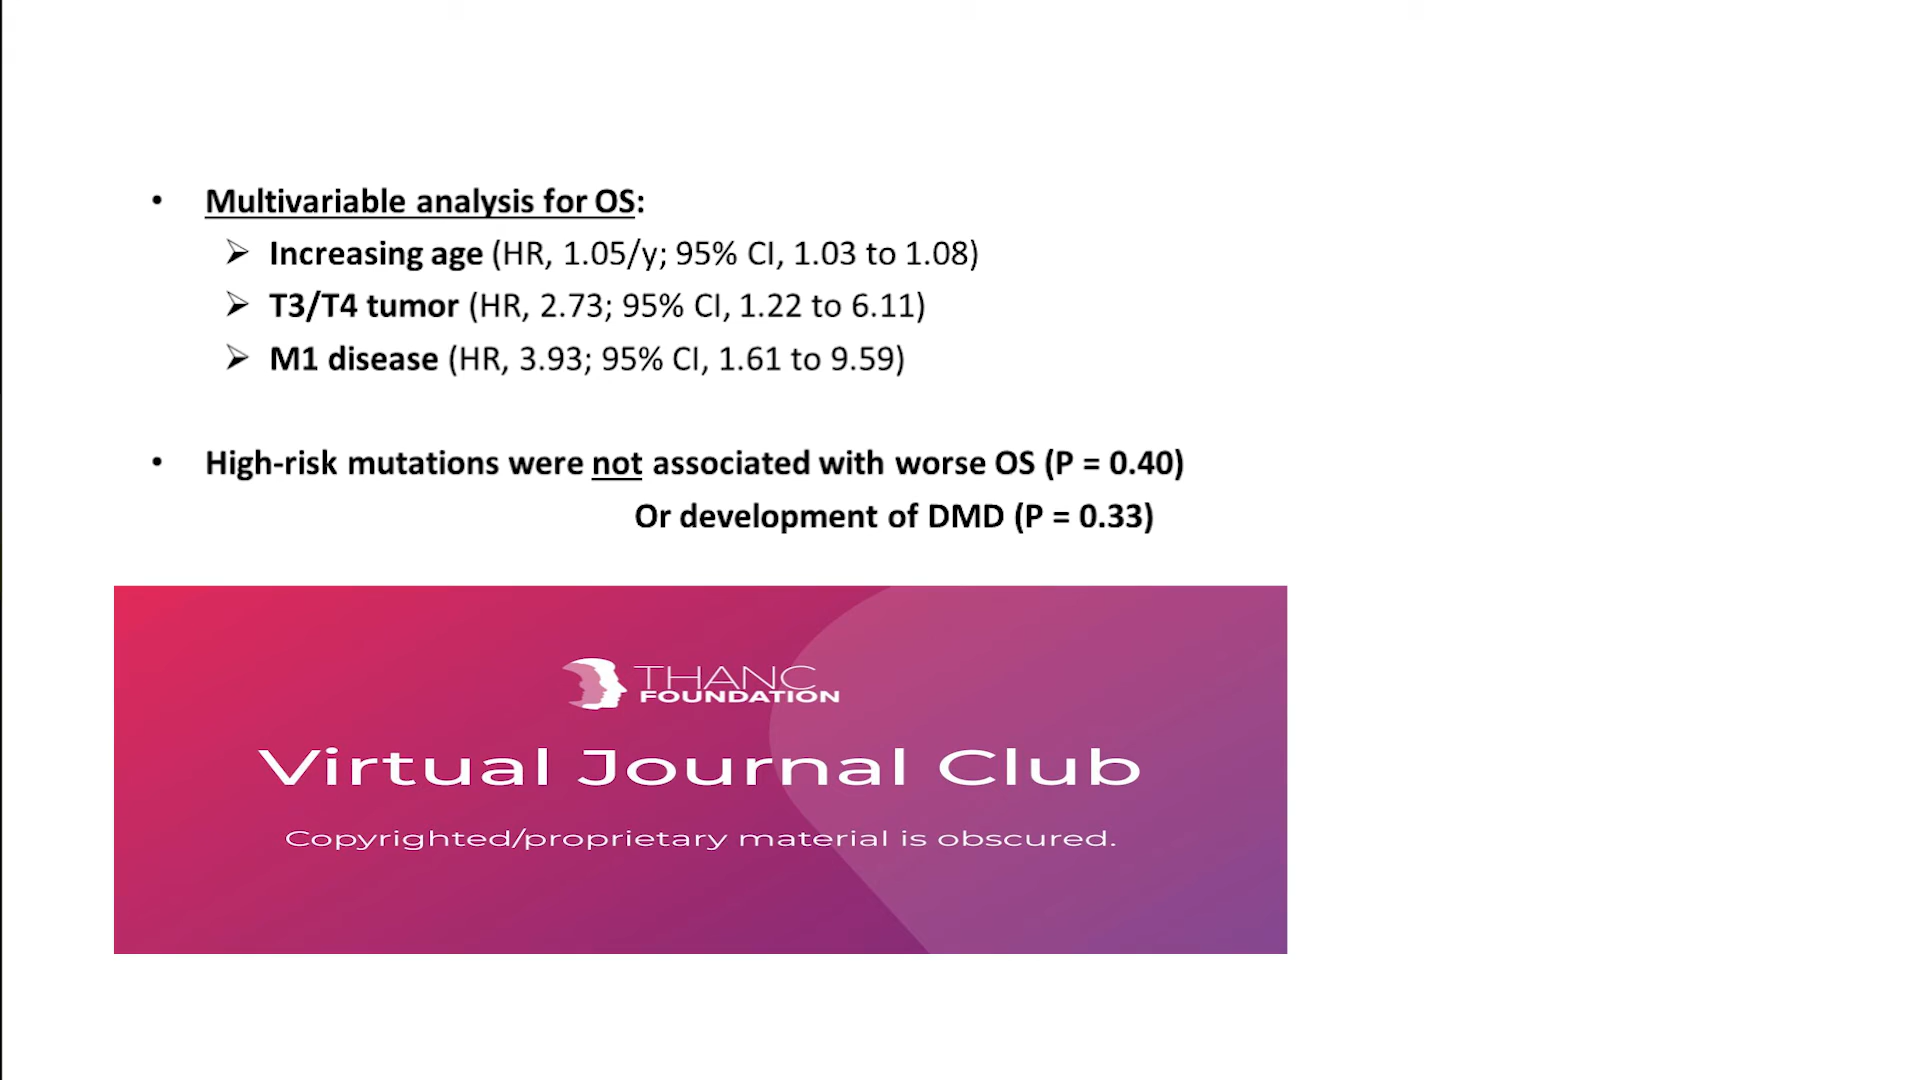 • Multivariable analysis for OS:
➢ Increasing age (HR, 1.05/y; 95% CI, 1.03 to 1.08)
➢ T3/T4 tumor (HR, 2.73; 95% CI, 1.22 to 6.11)
➢ M1 disease (HR, 3.93; 95% CI, 1.61 to 9.59)
• High-risk mutations were not associated with worse OS (P = 0.40)
Or development of DMD (P = 0.33)
THANC
FOUNDATION
Virtual Journal Club
Copyrighted/proprietary material is obscured.